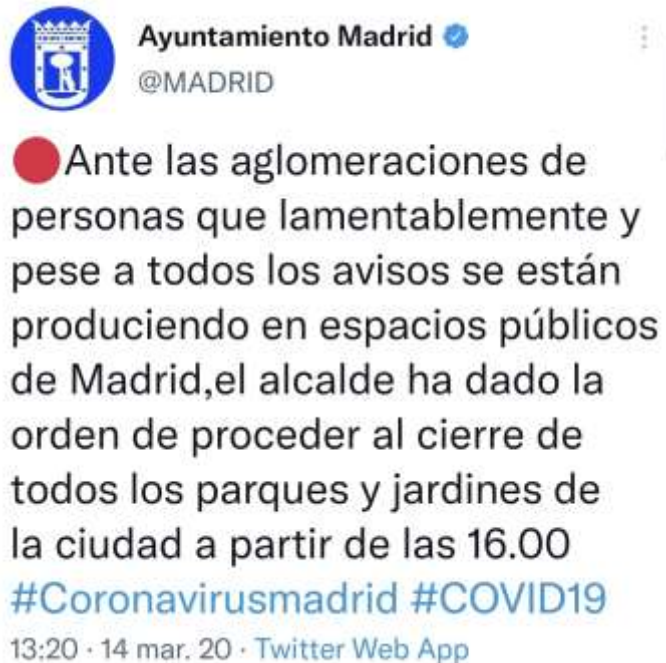 Ayuntamiento Madrid
@MADRID
Ante las aglomeraciones de
personas que lamentablemente y
pese a todos los avisos se están
produciendo en espacios públicos
de Madrid,el alcalde ha dado la
orden de proceder al cierre de
todos los parques y jardines de
la ciudad a partir de las 16.00
#Coronavirusmadrid #COVID19
13:20 · 14 mar. 20 · Twitter Web App